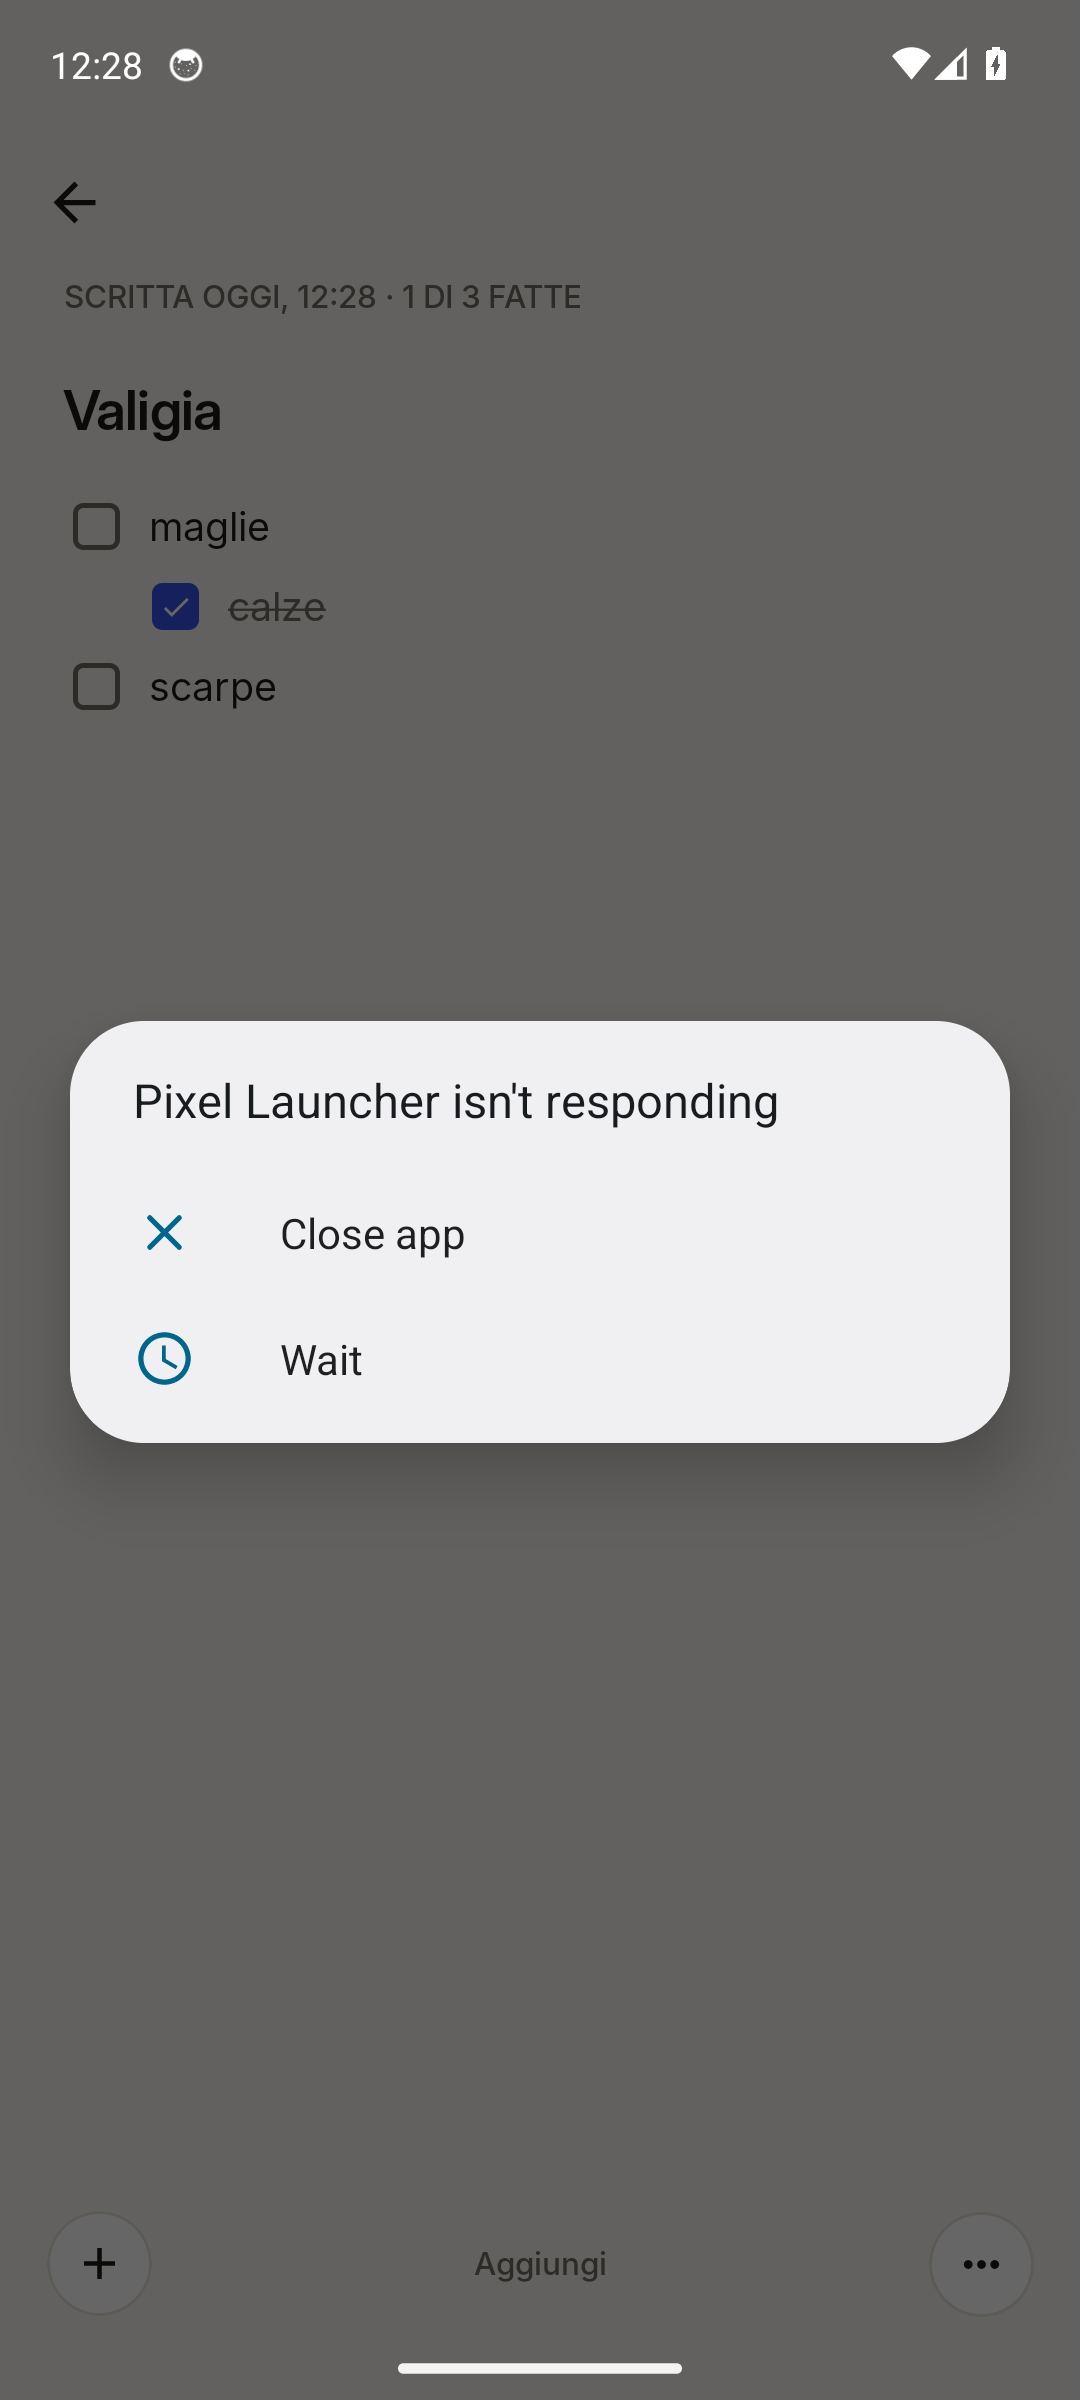 12:28
SCRITTA OGGI, 12:28 · 1 DI 3 FATTE
Valigia
maglie
calze
scarpe
Pixel Launcher isn't responding
Close app
Wait
Aggiungi